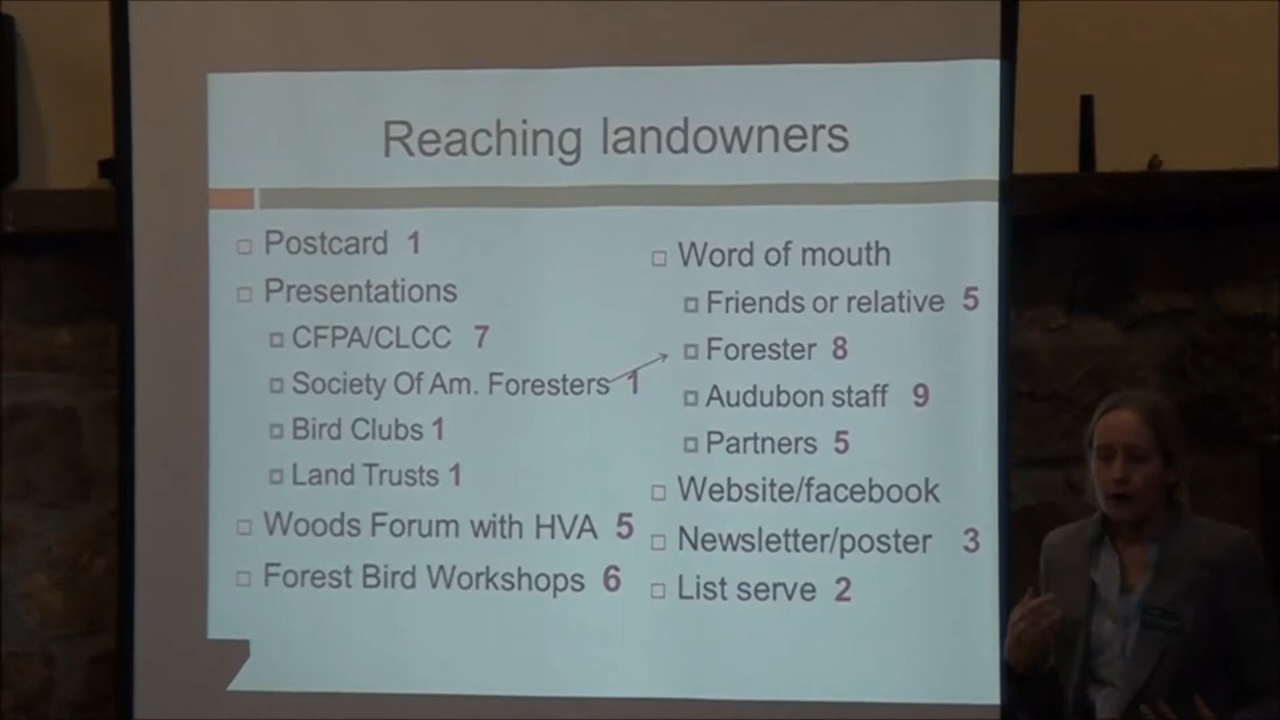 Reaching landowners
Postcard 1
Presentations
CFPA/CLCC 7
Society Of Am. Foresters 1
Bird Clubs 1
Land Trusts 1
Woods Forum with HVA 5
Forest Bird Workshops 6
Word of mouth
Friends or relative 5
Forester 8
Audubon staff 9
Partners 5
Website/facebook
Newsletter/poster 3
List serve 2